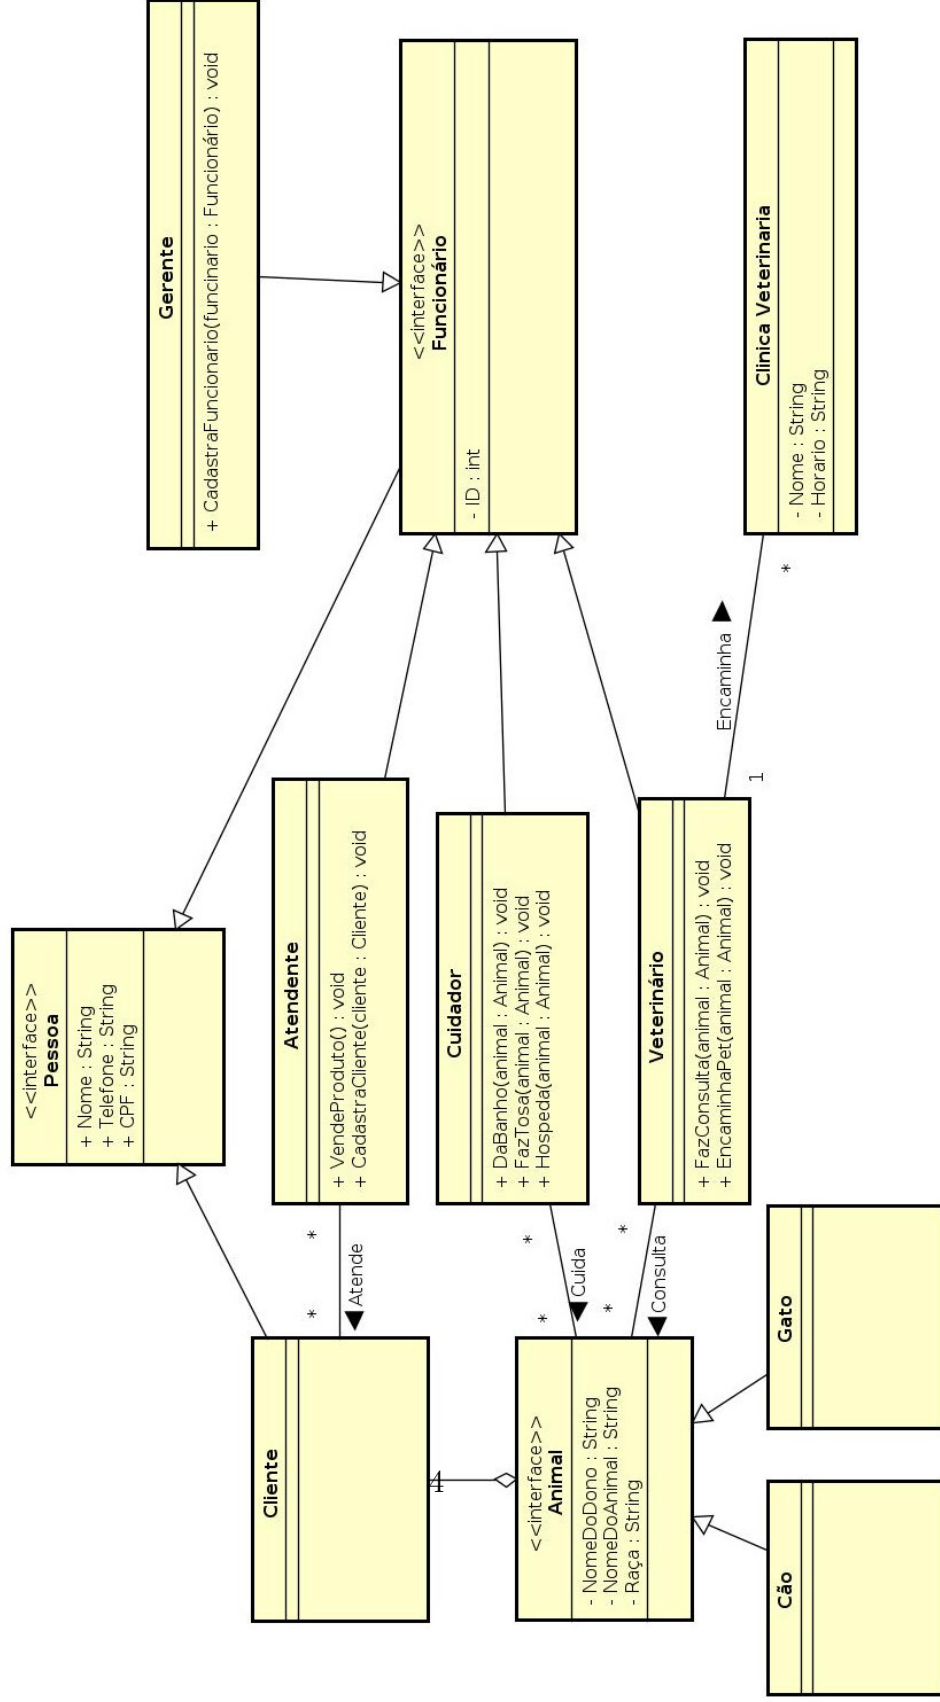 Gerente
+ CadastraFuncionario(funcinario : Funcionário) : void
<<interface>>
Funcionário
- ID : int
Clinica Veterinaria
- Nome : String
- Horario : String
<<interface>>
Pessoa
+ Nome : String
+ Telefone : String
+ CPF : String
Atendente
+ VendeProduto() : void
+ CadastraCliente(cliente : Cliente) : void
Cuidador
+ DaBanho(animal : Animal) : void
+ FazTosa(animal : Animal) : void
+ Hospeda(animal : Animal) : void
Veterinário
+ FazConsulta(animal : Animal) : void
+ EncaminhaPet(animal : Animal) : void
Encaminha
1
*
Cliente
Atende
*
*
<<interface>>
Animal
- NomeDoDono : String
- NomeDoAnimal : String
- Raça : String
Cuida
*
*
Consulta
*
*
Cão
Gato
4